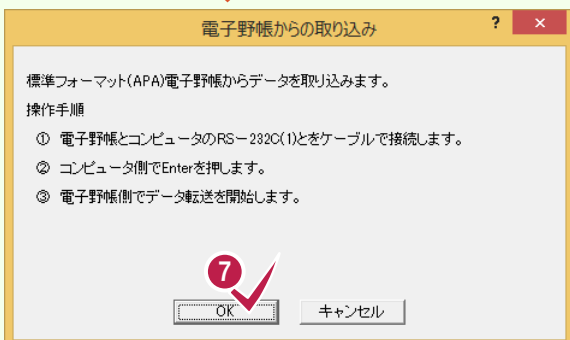 電子野帳からの取り込み
? ×
標準フォーマット(APA)電子野帳からデータを取り込みます。
操作手順
① 電子野帳とコンピュータのRS-232C(1)とをケーブルで接続します。
② コンピュータ側でEnterを押します。
③ 電子野帳側でデータ転送を開始します。
7
OK キャンセル